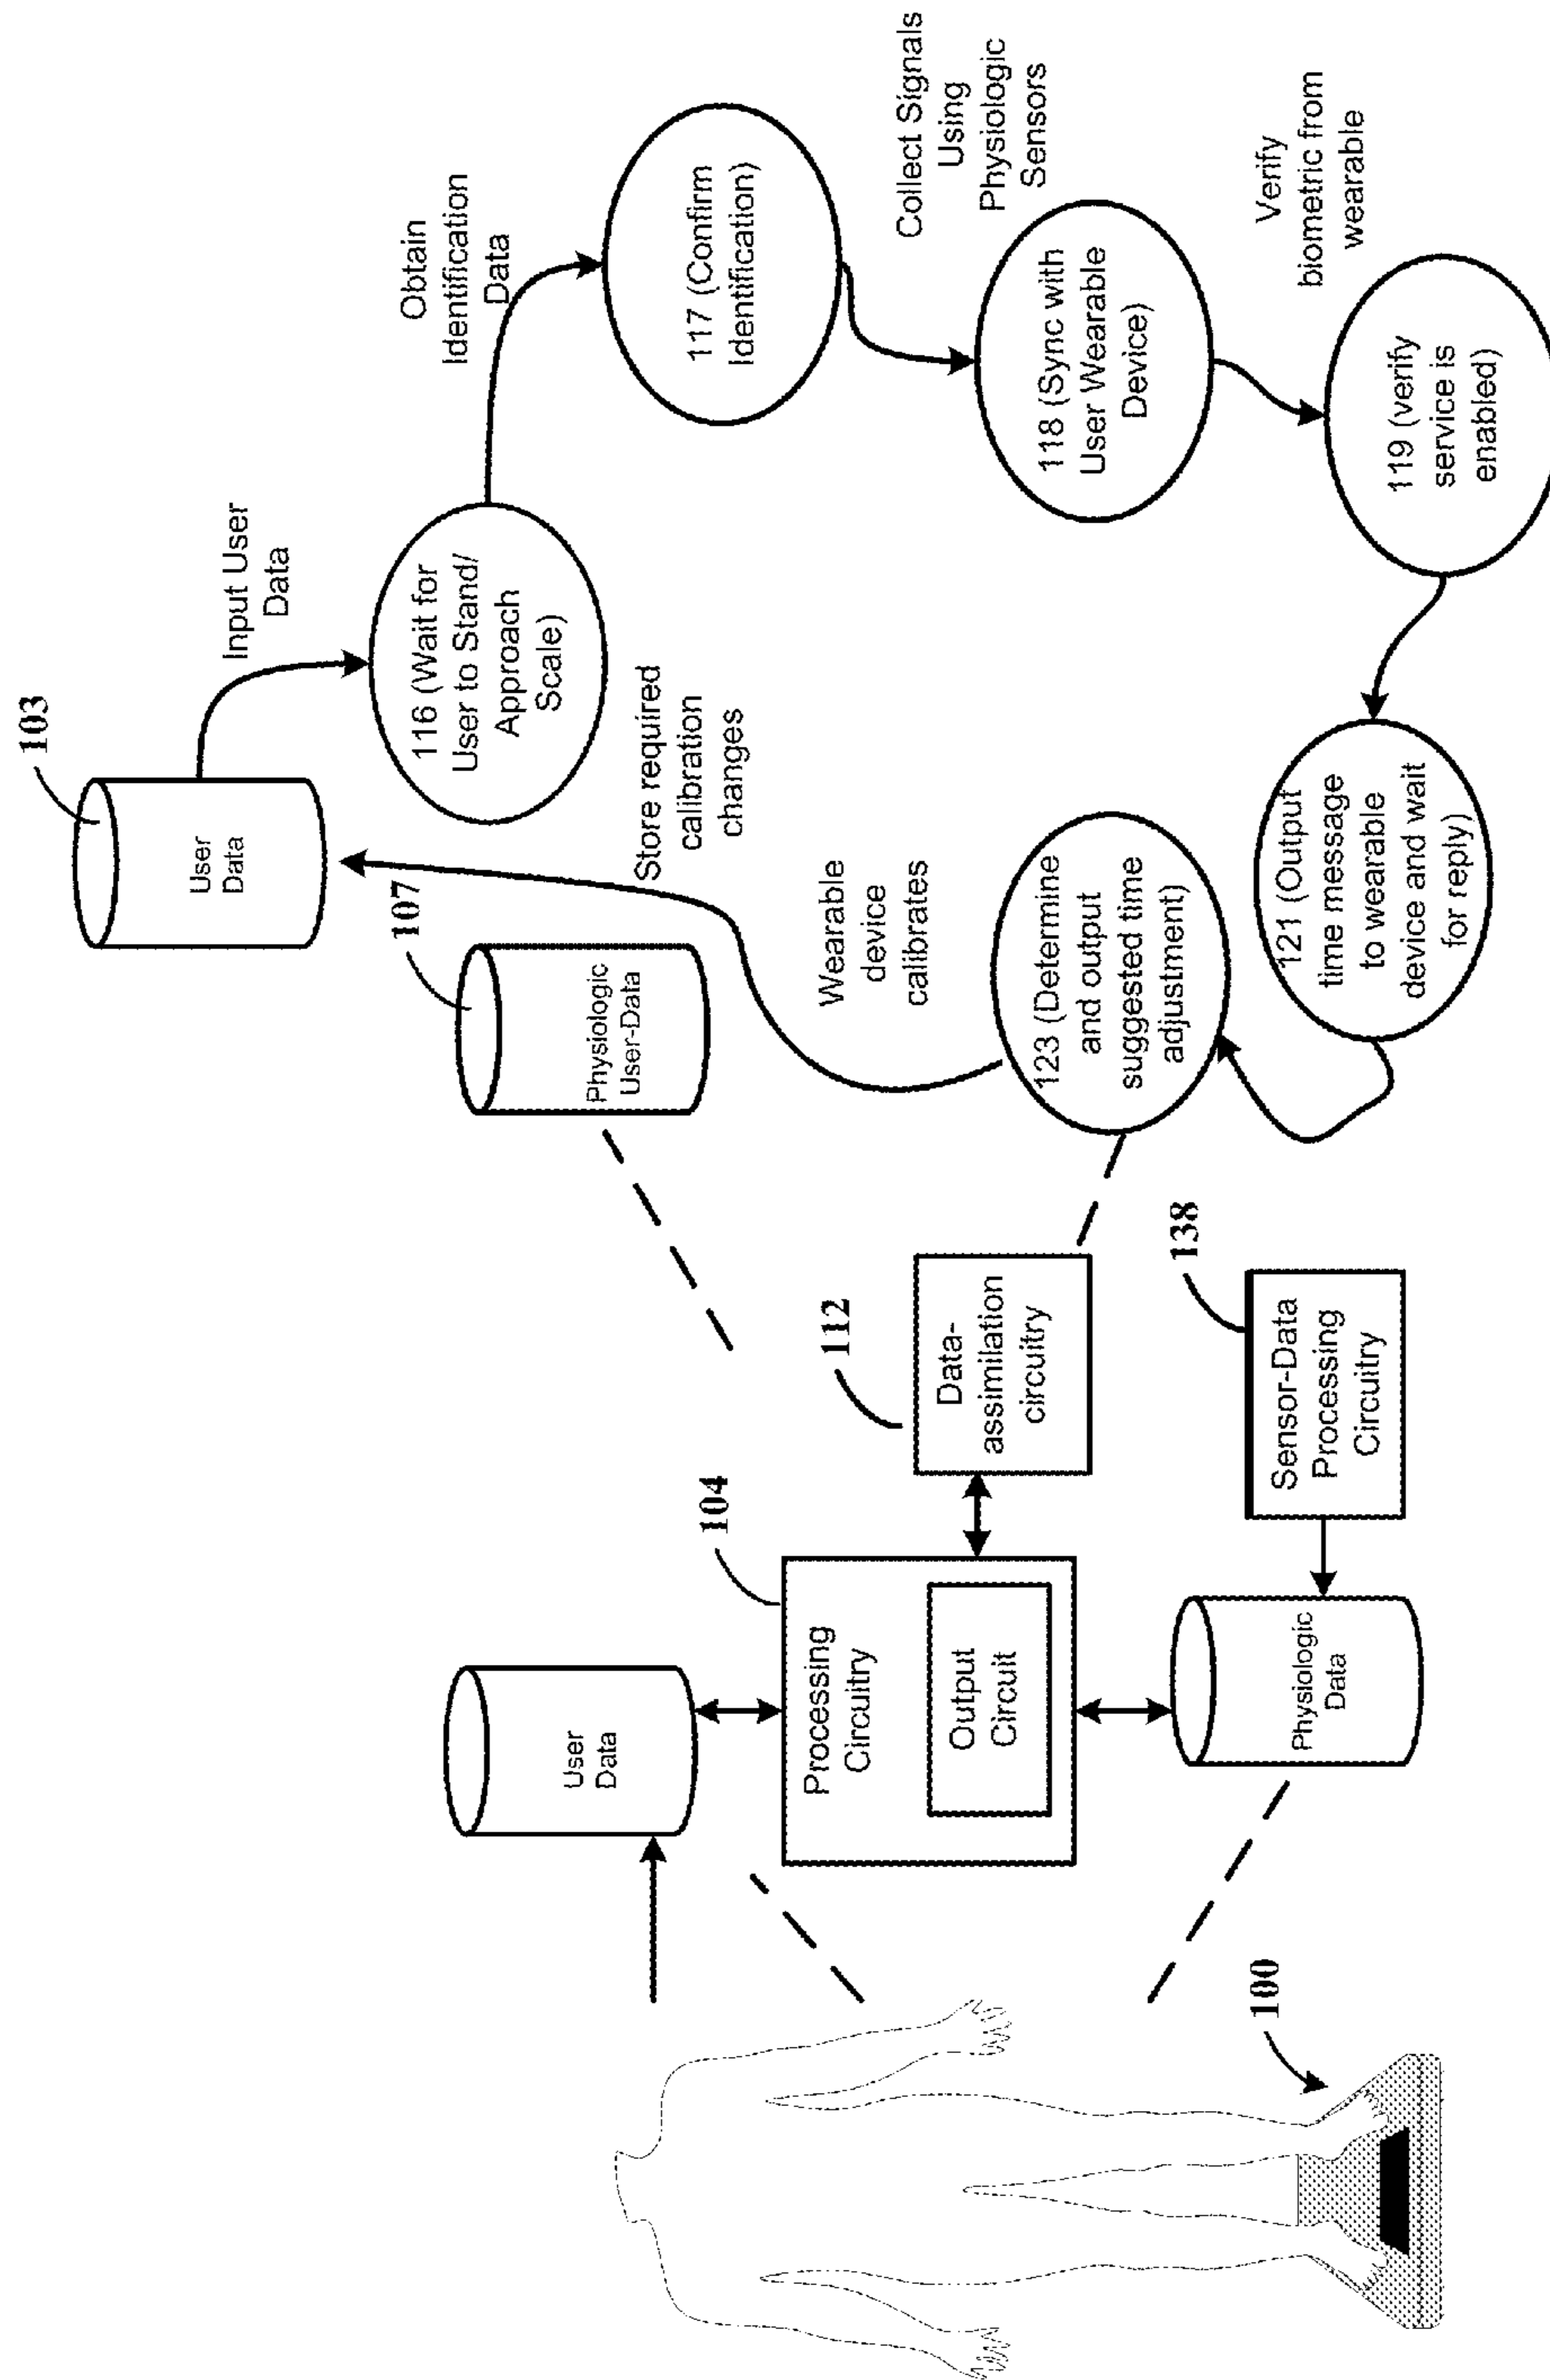 103
User
Data
Input User
Data
107
Physiologic
User-Data
116 (Wait for
User to Stand/
Approach
Scale)
Obtain
Identification
Data
Store required
calibration
changes
117 (Confirm
Identification)
Collect Signals
Using
Physiologic
Sensors
118 (Sync with
User Wearable
Device)
Verify
biometric from
wearable
119 (verify
service is
enabled)
121 (Output
time message
to wearable
device and wait
for reply)
Wearable
device
calibrates
123 (Determine
and output
suggested time
adjustment)
User
Data
104
Processing
Circuitry
Output
Circuit
112
Data-
assimilation
circuitry
138
Sensor-Data
Processing
Circuitry
Physiologic
Data
100